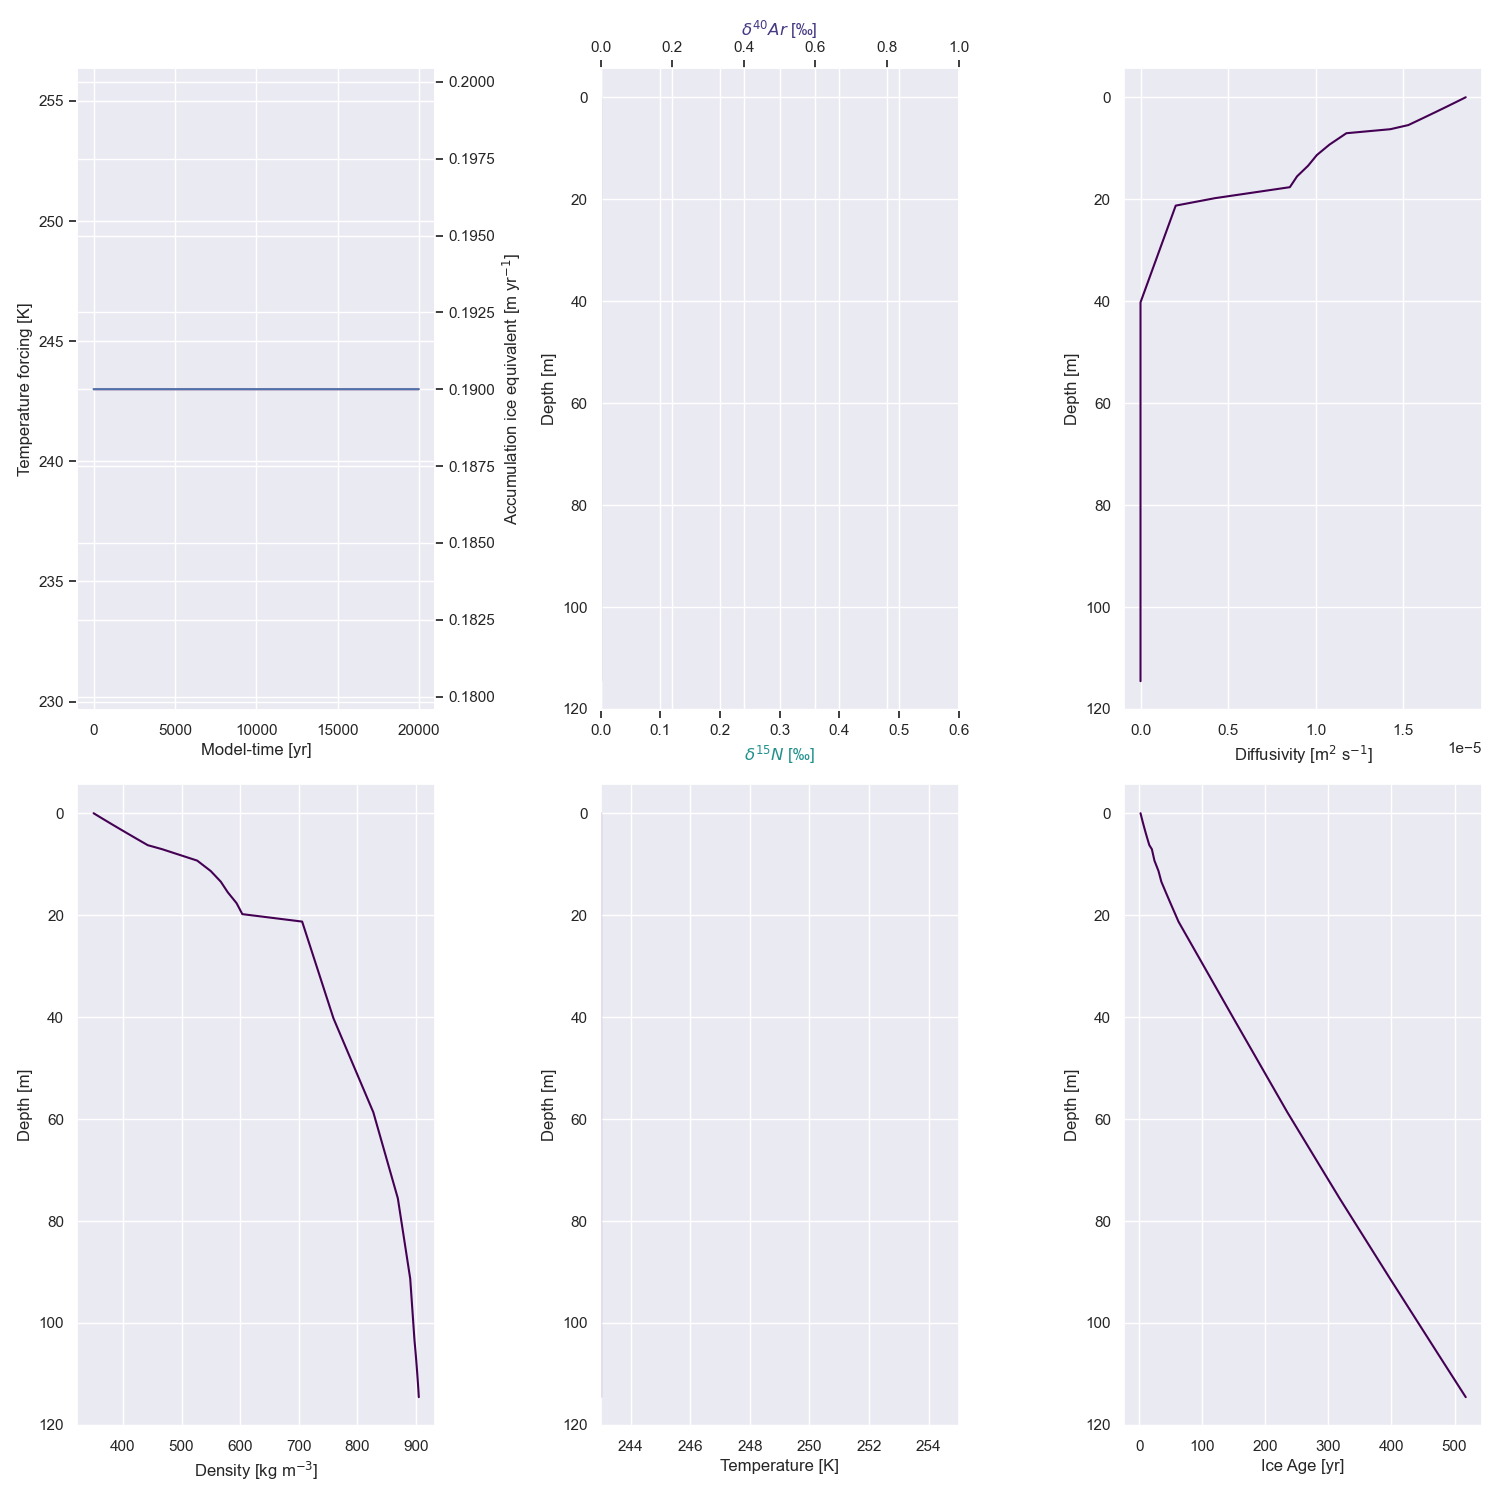 δ⁴⁰Ar [‰]
0.0 0.2 0.4 0.6 0.8 1.0
Temperature forcing [K]
255
250
245
240
235
230
0 5000 10000 15000 20000
Model-time [yr]
0.2000
0.1975
0.1950
0.1925
0.1900
0.1875
0.1850
0.1825
0.1800
Accumulation ice equivalent [m yr⁻¹]
Depth [m]
0
20
40
60
80
100
120
0.0 0.1 0.2 0.3 0.4 0.5 0.6
δ¹⁵N [‰]
Depth [m]
0
20
40
60
80
100
120
0.0 0.5 1.0 1.5
1e−5
Diffusivity [m² s⁻¹]
Depth [m]
0
20
40
60
80
100
120
400 500 600 700 800 900
Density [kg m⁻³]
Depth [m]
0
20
40
60
80
100
120
244 246 248 250 252 254
Temperature [K]
Depth [m]
0
20
40
60
80
100
120
0 100 200 300 400 500
Ice Age [yr]